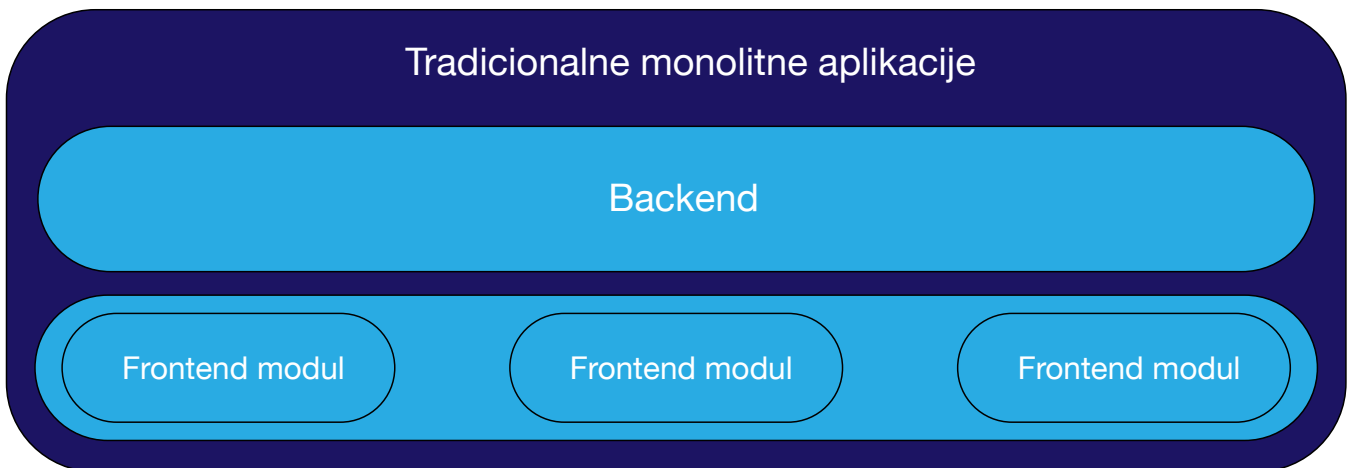 Tradicionalne monolitne aplikacije
Backend
Frontend modul
Frontend modul
Frontend modul